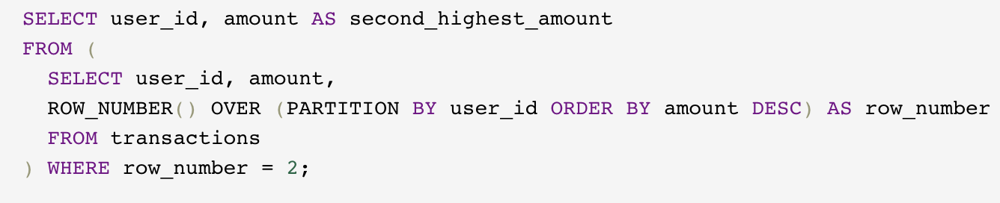 SELECT user_id, amount AS second_highest_amount
FROM (
  SELECT user_id, amount,
  ROW_NUMBER() OVER (PARTITION BY user_id ORDER BY amount DESC) AS row_number
  FROM transactions
) WHERE row_number = 2;